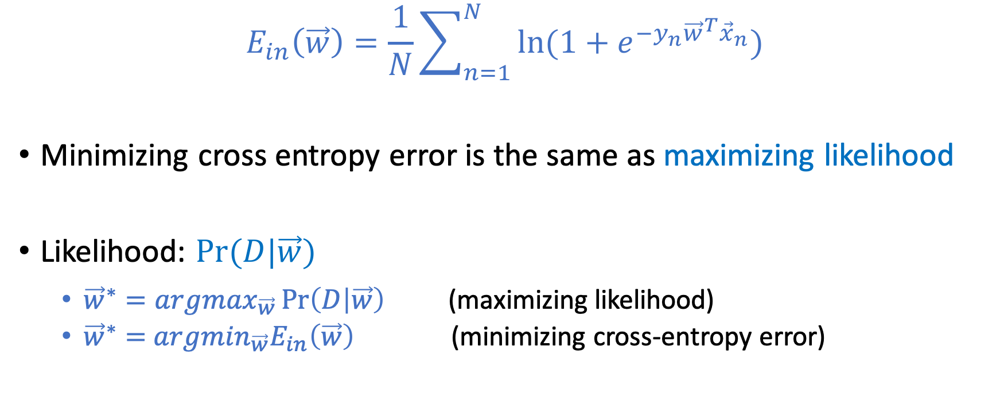 $E_{in}(\vec{w}) = \frac{1}{N} \sum_{n=1}^{N} \ln(1 + e^{-y_n \vec{w}^T \vec{x}_n})$
• Minimizing cross entropy error is the same as maximizing likelihood
• Likelihood: $\Pr(D|\vec{w})$
• $\vec{w}^* = argmax_{\vec{w}} \Pr(D|\vec{w})$ (maximizing likelihood)
• $\vec{w}^* = argmin_{\vec{w}} E_{in}(\vec{w})$ (minimizing cross-entropy error)